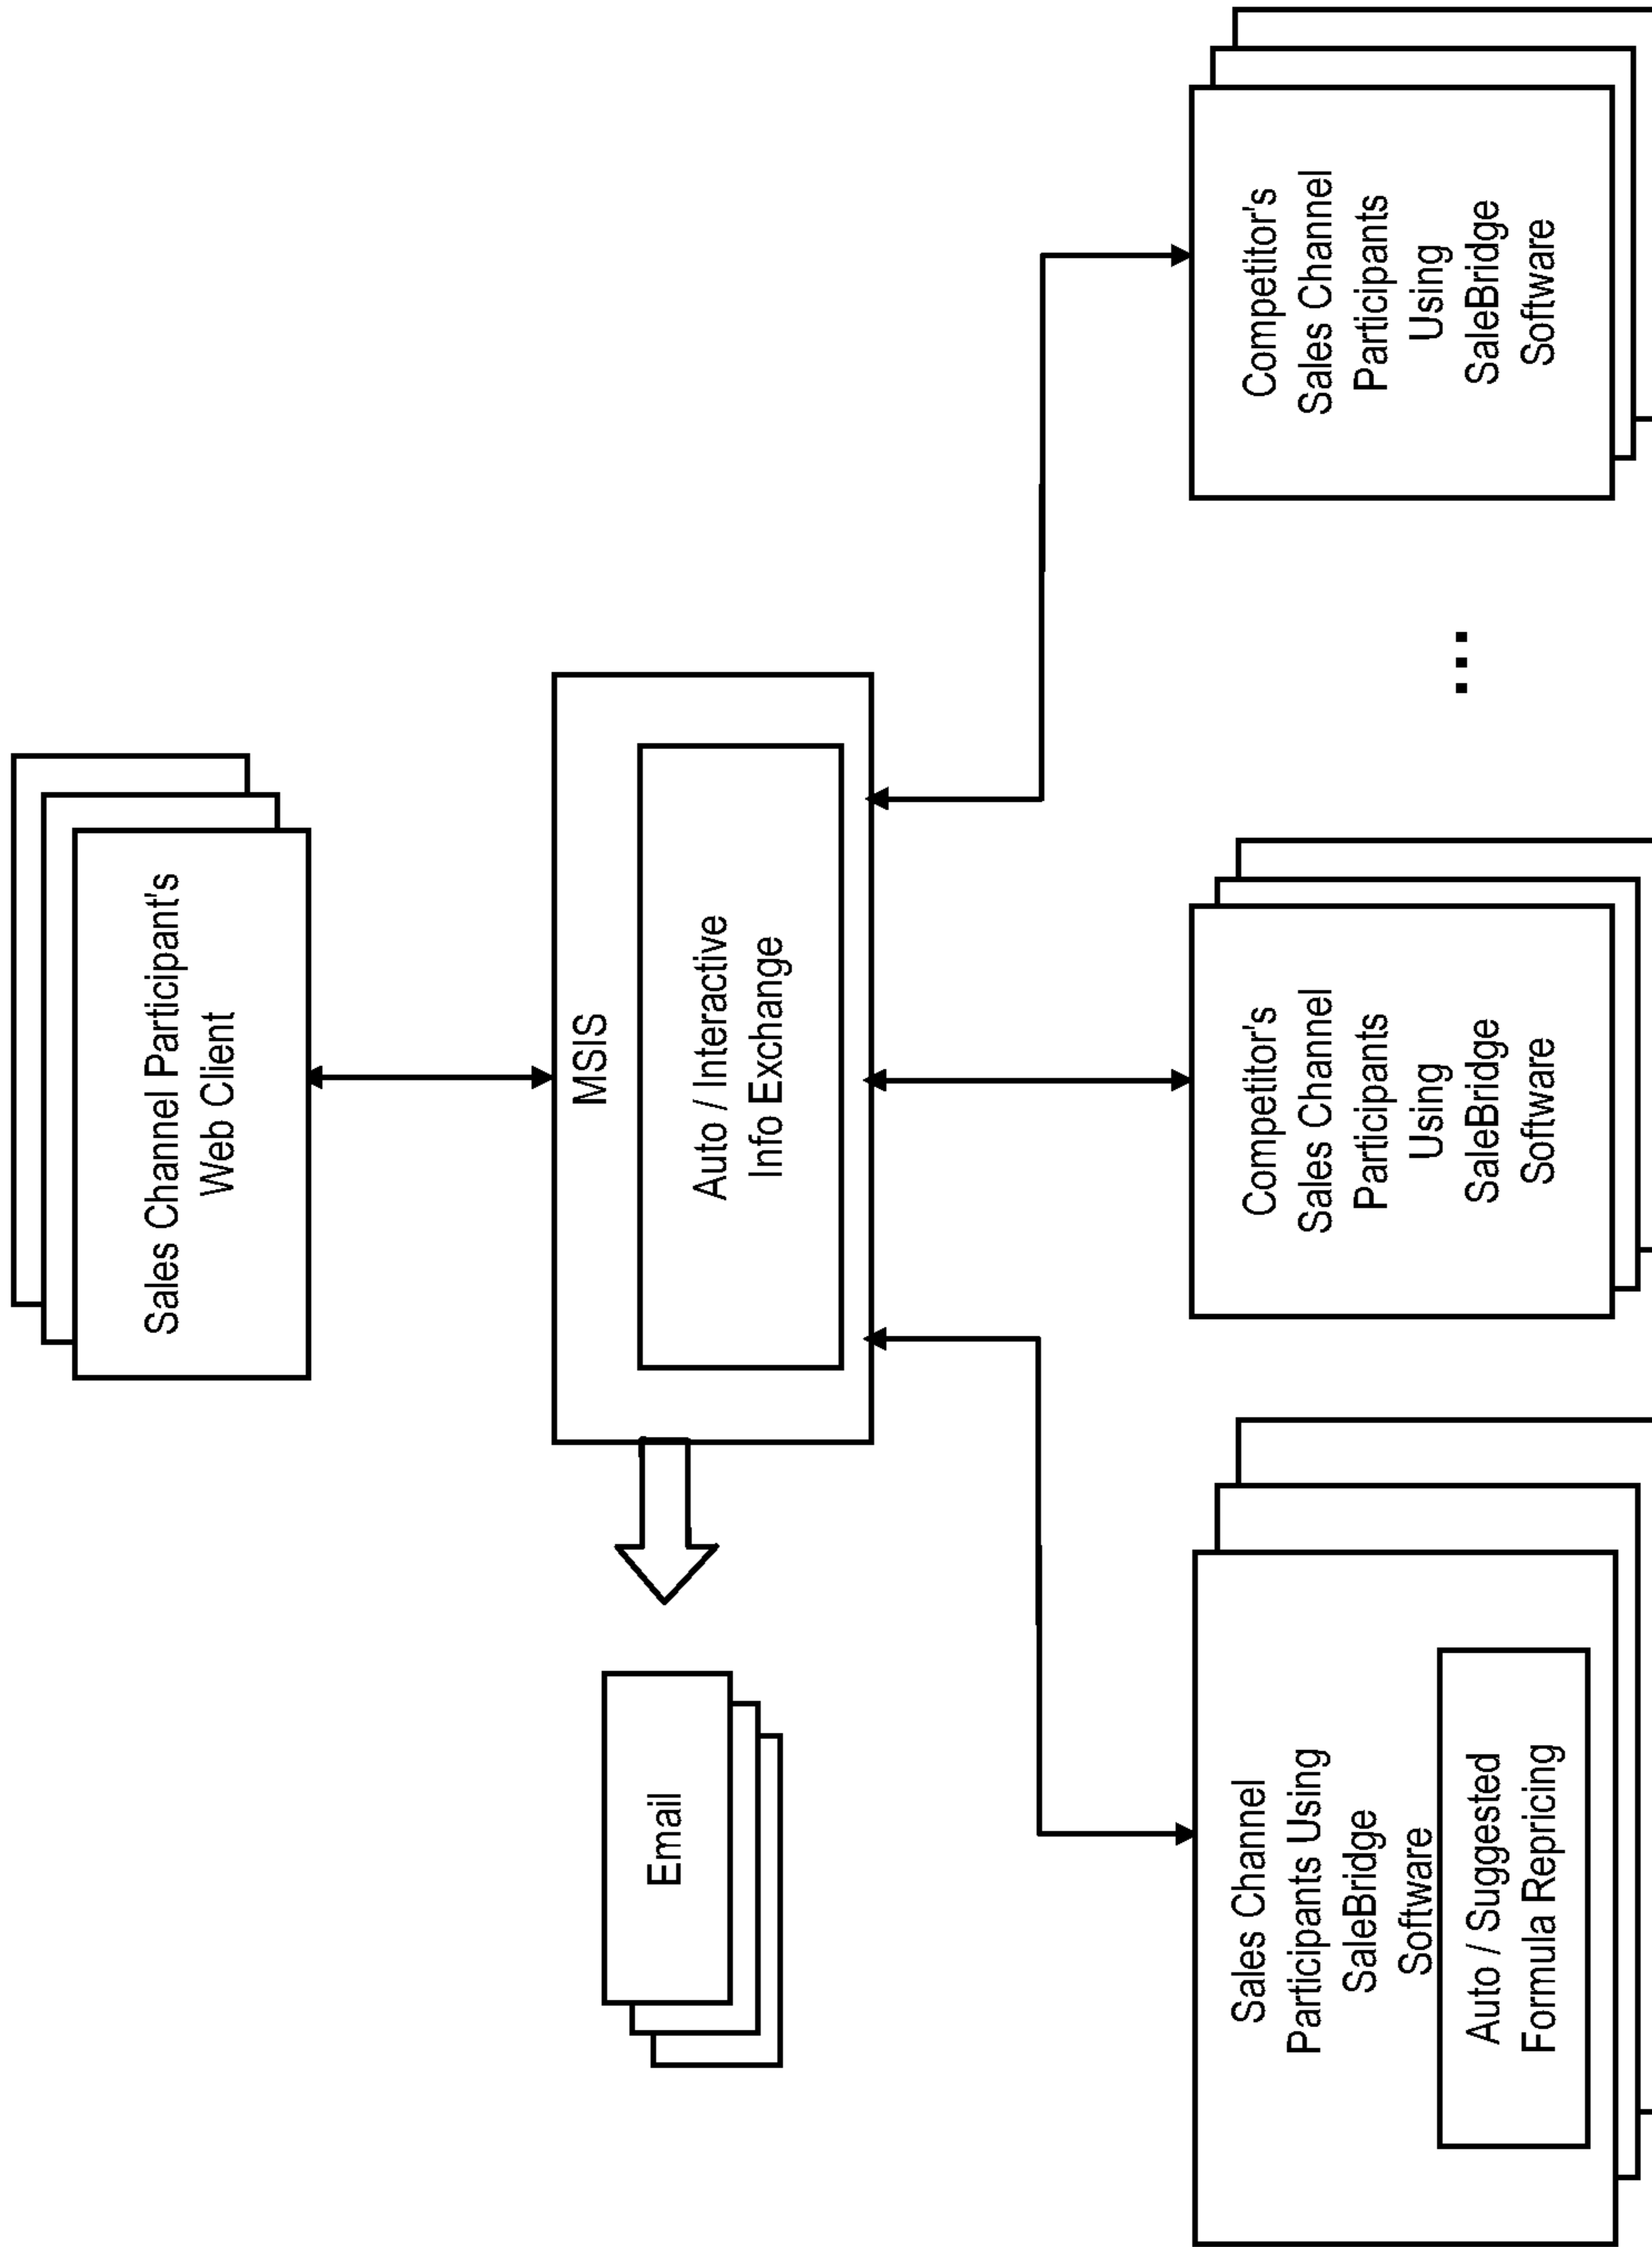 Sales Channel Participant's
Web Client
MSIS
Auto / Interactive
Info Exchange
Email
Sales Channel
Participants Using
SaleBridge
Software
Auto / Suggested
Formula Repricing
Competitor's
Sales Channel
Participants
Using
SaleBridge
Software
...
Competitor's
Sales Channel
Participants
Using
SaleBridge
Software